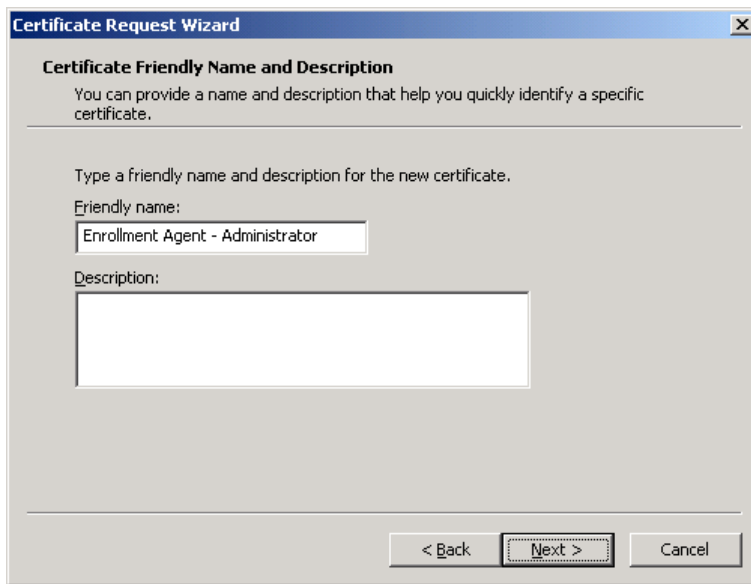 Certificate Request Wizard
Certificate Friendly Name and Description
You can provide a name and description that help you quickly identify a specific
certificate.
Type a friendly name and description for the new certificate.
Friendly name:
Enrollment Agent - Administrator
Description:
< Back
Next >
Cancel